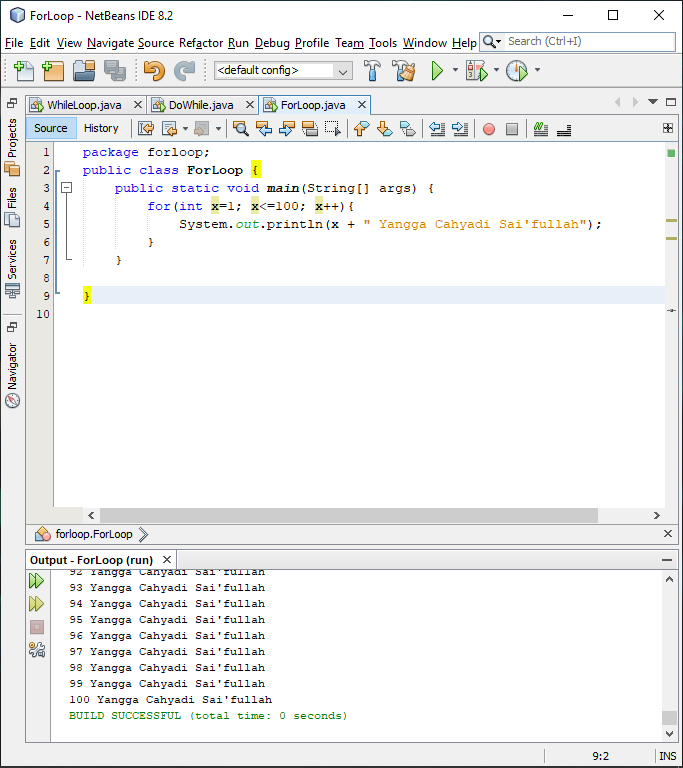 ForLoop - NetBeans IDE 8.2
File Edit View Navigate Source Refactor Run Debug Profile Team Tools Window Help Search (Ctrl+I)
<default config>
WhileLoop.java DoWhile.java ForLoop.java
Source History
Projects
Files
Services
Navigator
1 package forloop;
2 public class ForLoop {
3 public static void main(String[] args) {
4 for(int x=1; x<=100; x++){
5 System.out.println(x + " Yangga Cahyadi Sai'fullah");
6 }
7 }
8
9 }
10
forloop.ForLoop
Output - ForLoop (run)
92 Yangga Cahyadi Sai'fullah
93 Yangga Cahyadi Sai'fullah
94 Yangga Cahyadi Sai'fullah
95 Yangga Cahyadi Sai'fullah
96 Yangga Cahyadi Sai'fullah
97 Yangga Cahyadi Sai'fullah
98 Yangga Cahyadi Sai'fullah
99 Yangga Cahyadi Sai'fullah
100 Yangga Cahyadi Sai'fullah
BUILD SUCCESSFUL (total time: 0 seconds)
9:2 INS